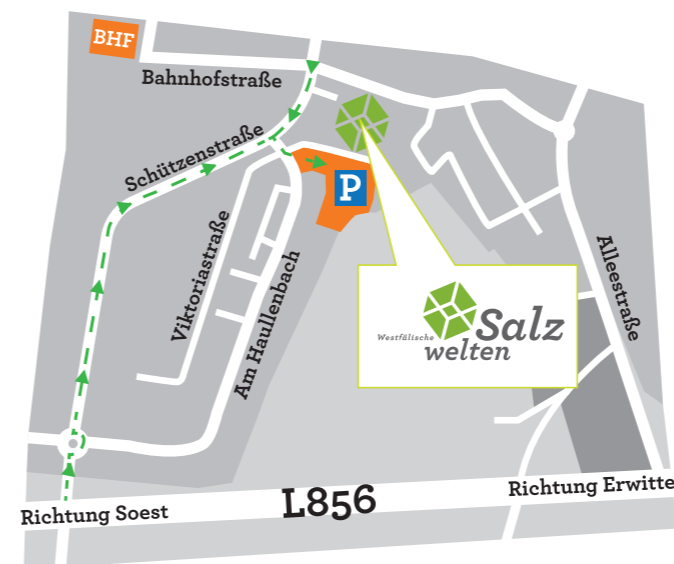 BHF
Bahnhofstraße
Schützenstraße
P
Viktoriastraße
Am Haullenbach
Alleestraße
Westfälische Salz
welten
L856
Richtung Soest
Richtung Erwitte